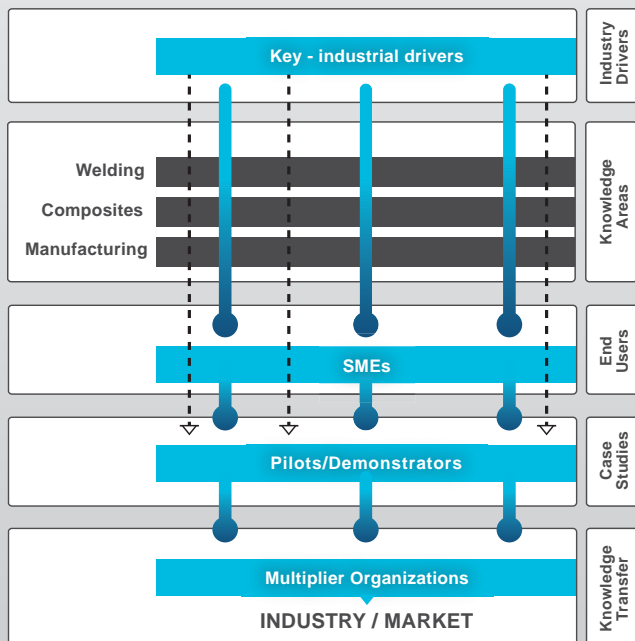 Key - industrial drivers
Industry
Drivers
Welding
Composites
Manufacturing
Knowledge
Areas
SMEs
End
Users
Pilots/Demonstrators
Case
Studies
Multiplier Organizations
INDUSTRY / MARKET
Knowledge
Transfer